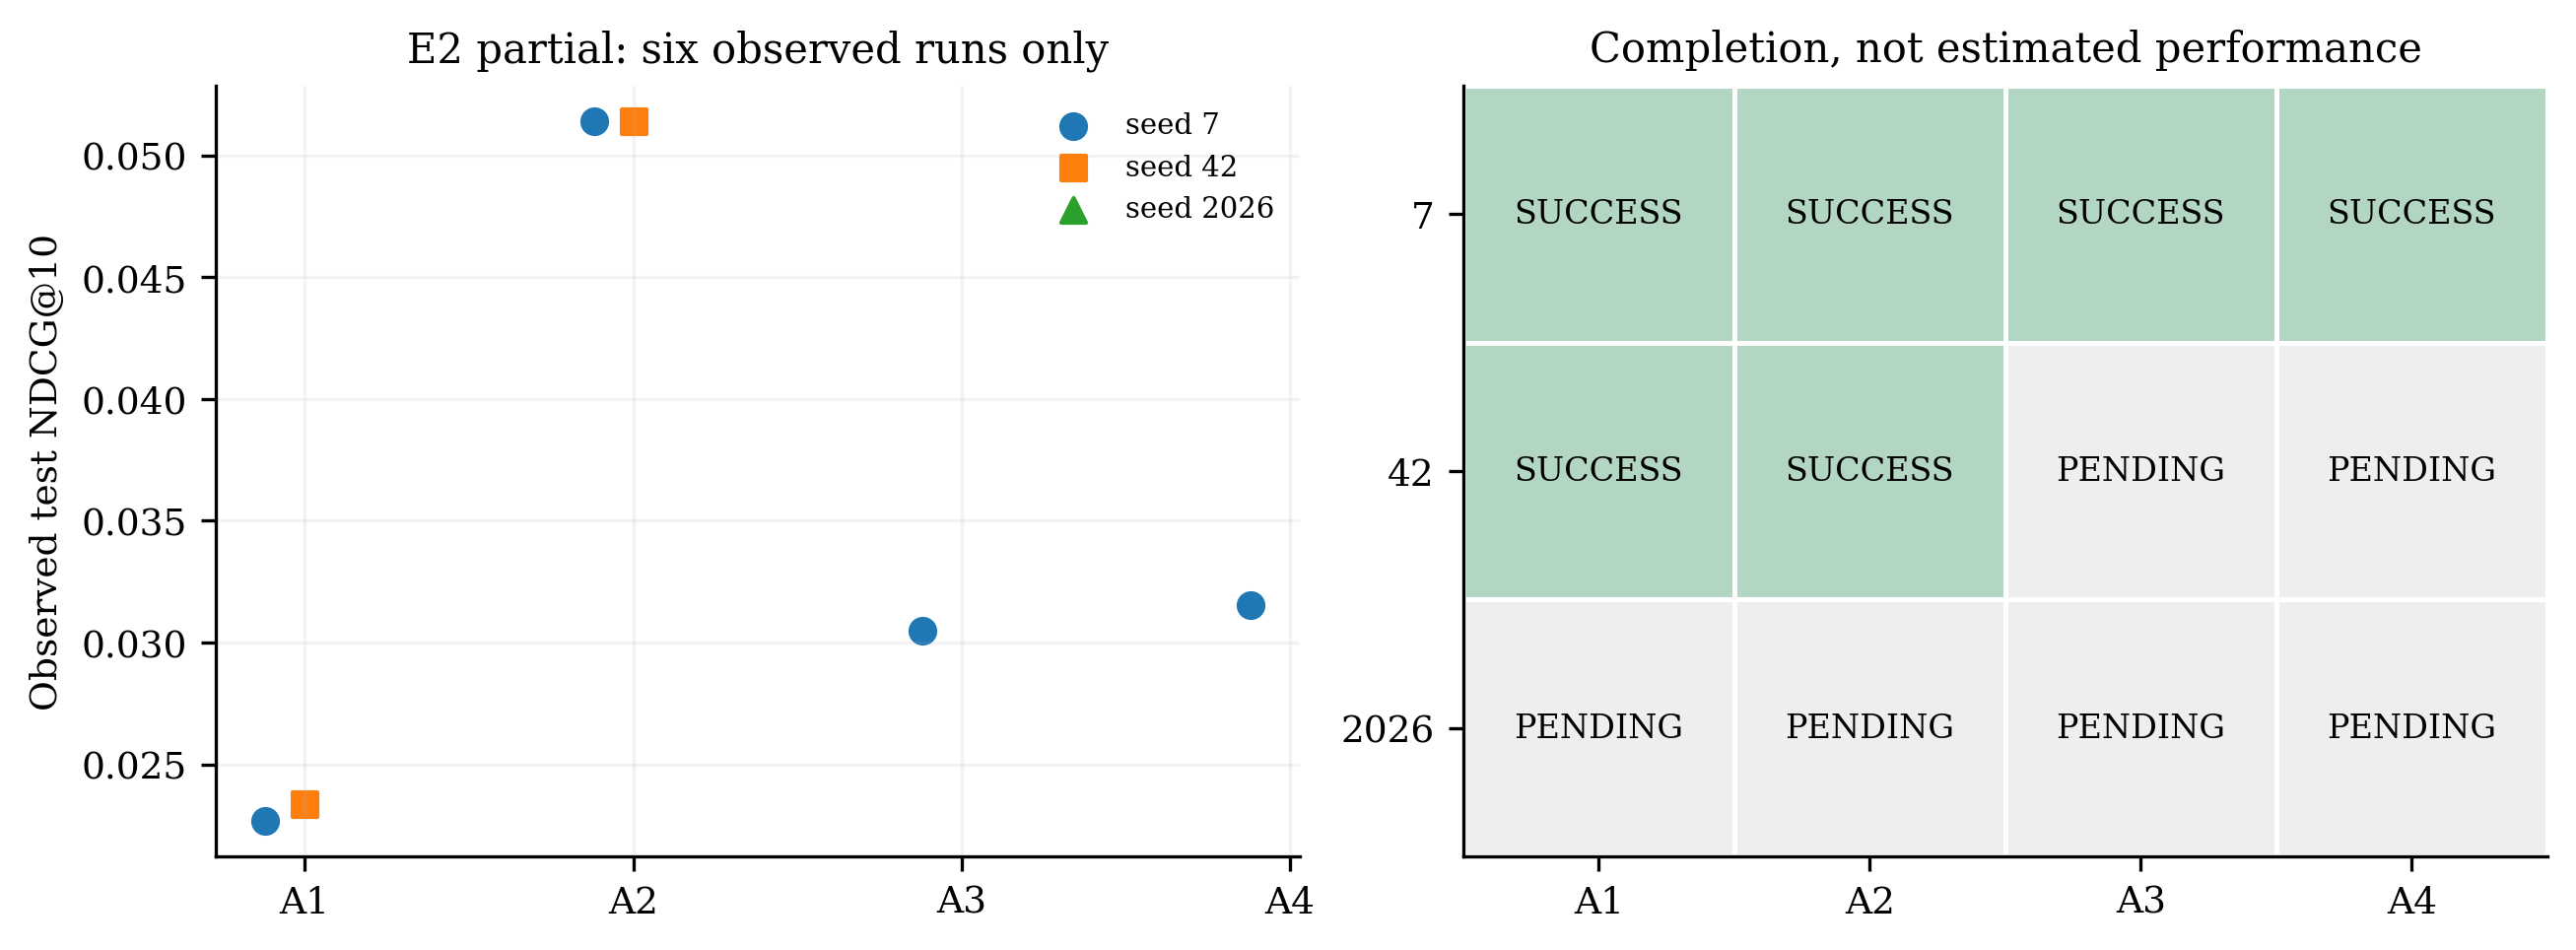 E2 partial: six observed runs only
Observed test NDCG@10
0.050
0.045
0.040
0.035
0.030
0.025
A1
A2
A3
A4
seed 7
seed 42
seed 2026
Completion, not estimated performance
7
SUCCESS SUCCESS SUCCESS SUCCESS
42
SUCCESS SUCCESS PENDING PENDING
2026
PENDING PENDING PENDING PENDING
A1
A2
A3
A4